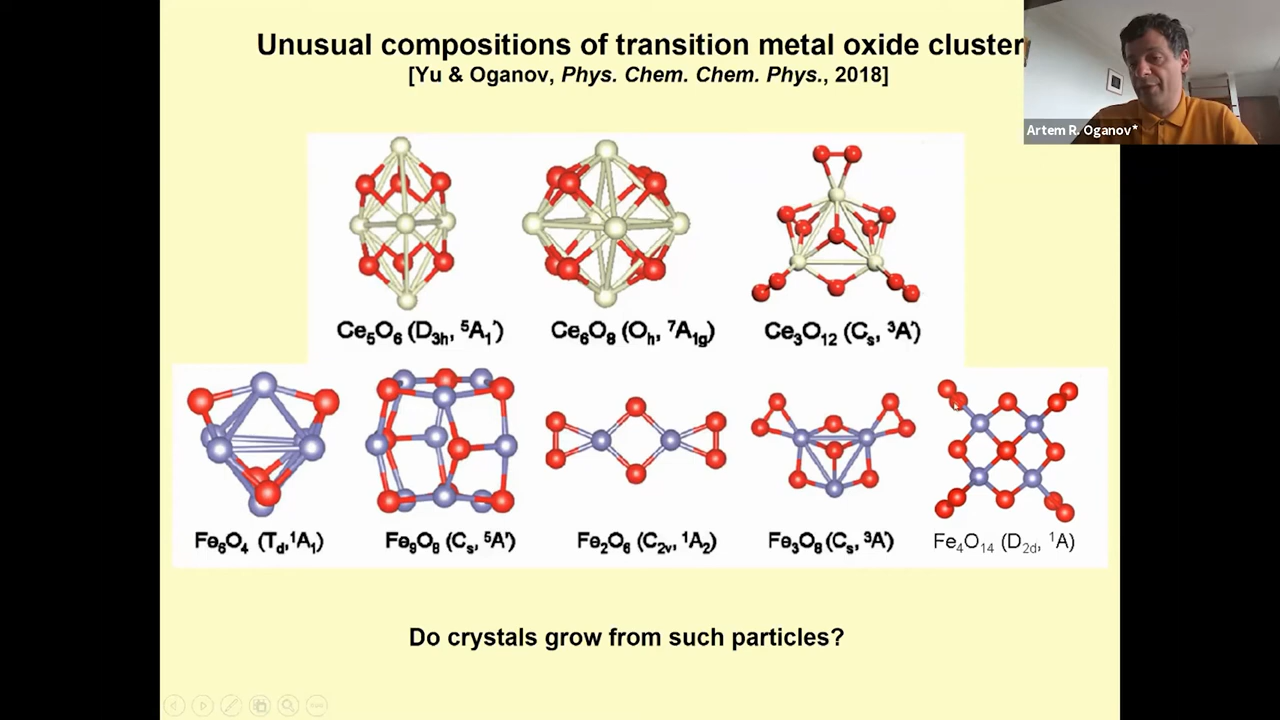 Unusual compositions of transition metal oxide cluster
[Yu & Oganov, Phys. Chem. Chem. Phys., 2018]
Artem R. Oganov*
Ce₅O₆ (D₃ₕ, ⁵A₁′) Ce₆O₈ (Oₕ, ⁷A₁g) Ce₃O₁₂ (Cₛ, ³A′)
Fe₆O₄ (T_d,¹A₁) Fe₉O₈ (Cₛ, ⁵A′) Fe₂O₆ (C₂ᵥ, ¹A₂) Fe₃O₈ (Cₛ, ³A′) Fe₄O₁₄ (D₂d, ¹A)
Do crystals grow from such particles?